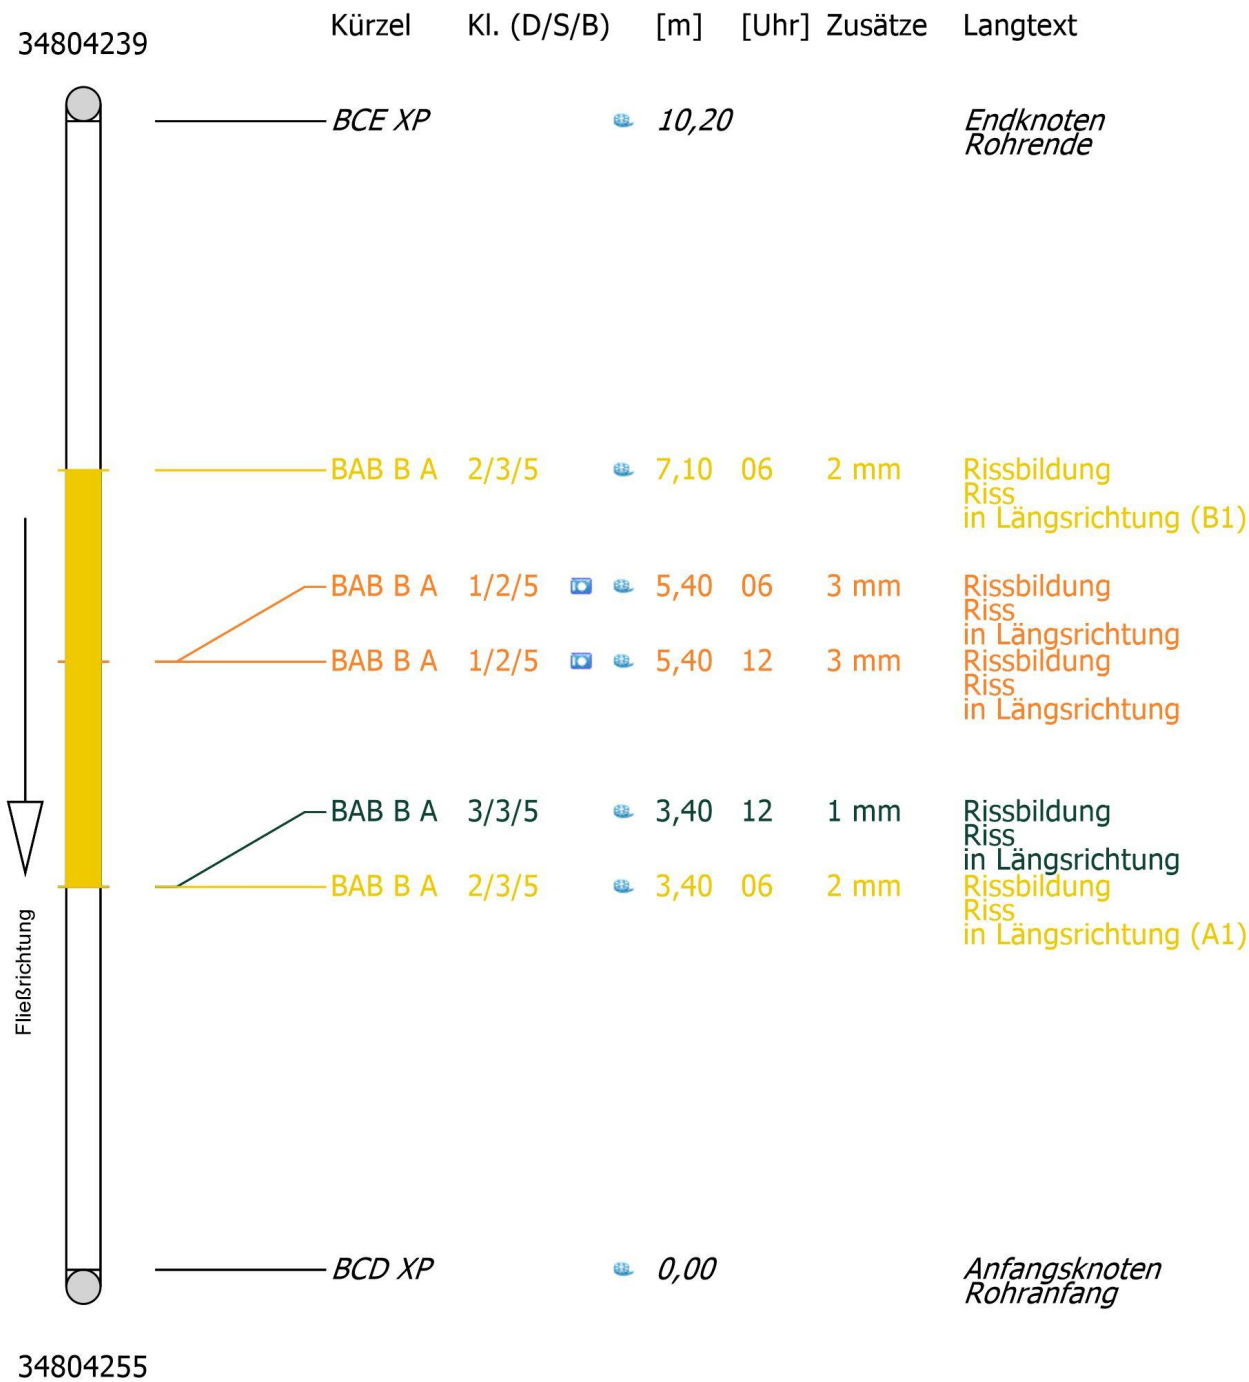 34804239
Kürzel Kl. (D/S/B) [m] [Uhr] Zusätze Langtext
BCE XP 10,20 Endknoten
Rohrende
BAB B A 2/3/5 7,10 06 2 mm Rissbildung
Riss
in Längsrichtung (B1)
BAB B A 1/2/5 5,40 06 3 mm Rissbildung
Riss
in Längsrichtung
BAB B A 1/2/5 5,40 12 3 mm Rissbildung
Riss
in Längsrichtung
BAB B A 3/3/5 3,40 12 1 mm Rissbildung
Riss
in Längsrichtung
BAB B A 2/3/5 3,40 06 2 mm Rissbildung
Riss
in Längsrichtung (A1)
Fließrichtung
BCD XP 0,00 Anfangsknoten
Rohranfang
34804255